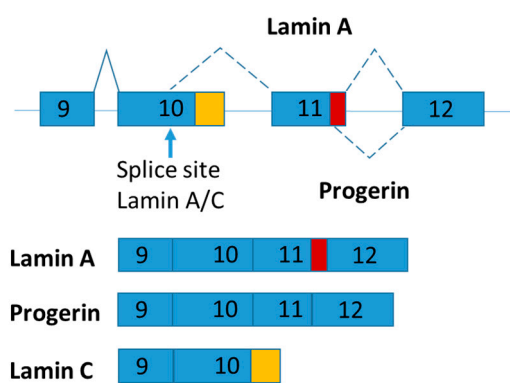 Lamin A
9 10 11 12
Splice site
Lamin A/C
Progerin
Lamin A 9 10 11 12
Progerin 9 10 11 12
Lamin C 9 10